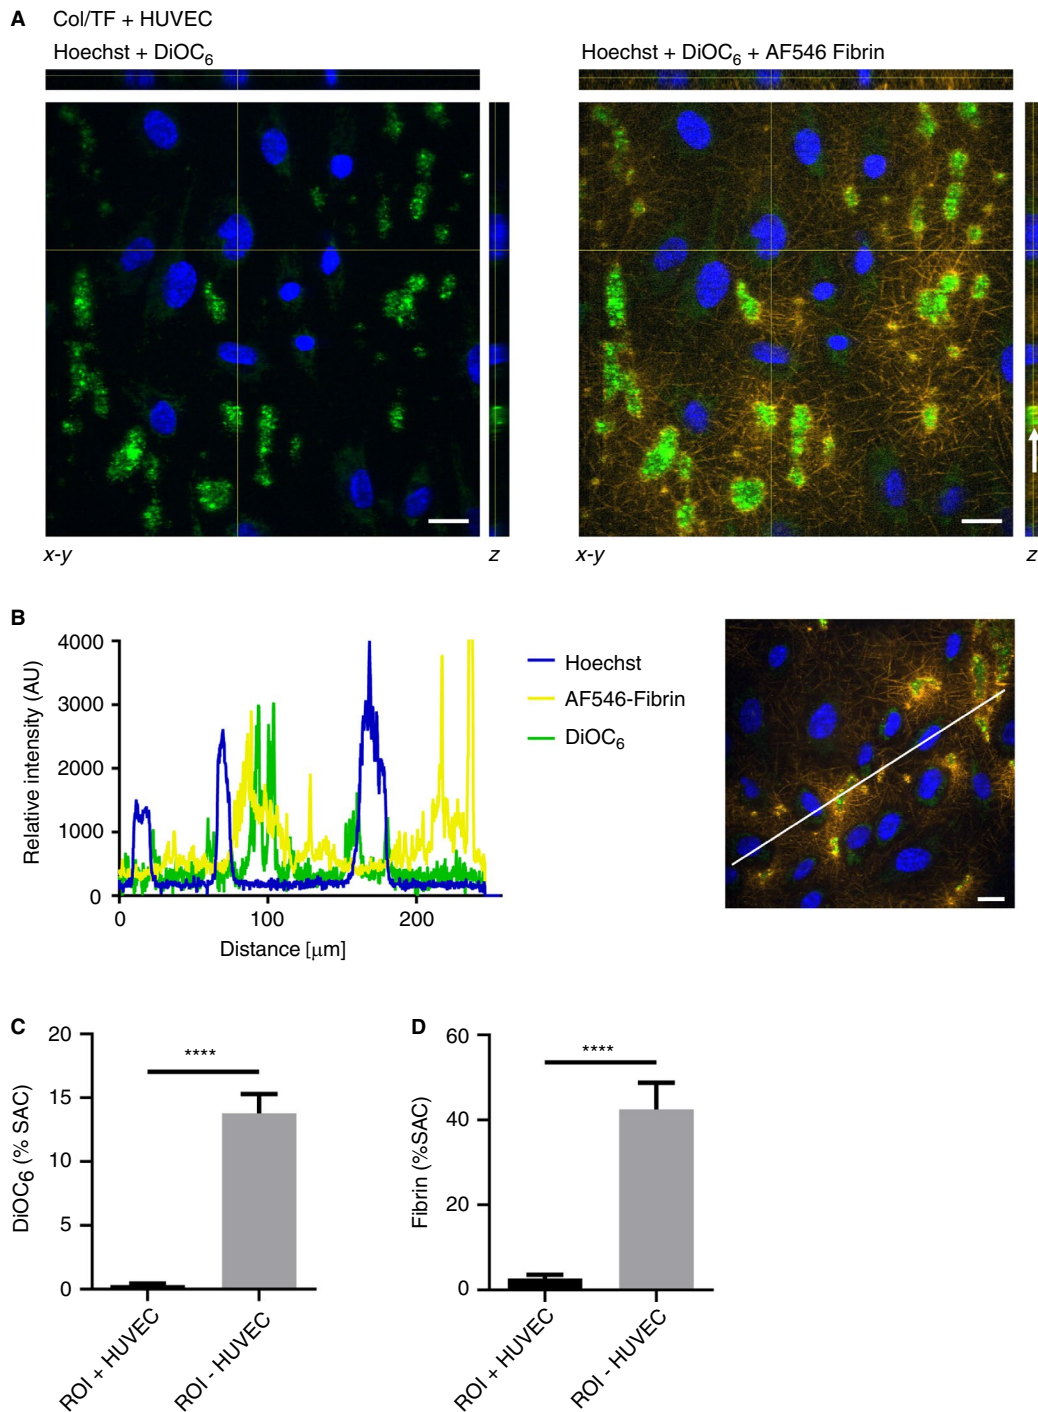 A Col/TF + HUVEC
Hoechst + DiOC6
Hoechst + DiOC6 + AF546 Fibrin
x-y
z
x-y
z
B
Relative intensity (AU)
4000
3000
2000
1000
0
0 100 200
Distance [μm]
Hoechst
AF546-Fibrin
DiOC6
C
DiOC6 (% SAC)
20
15
10
5
0
****
ROI + HUVEC
ROI - HUVEC
D
Fibrin (%SAC)
60
40
20
0
****
ROI + HUVEC
ROI - HUVEC